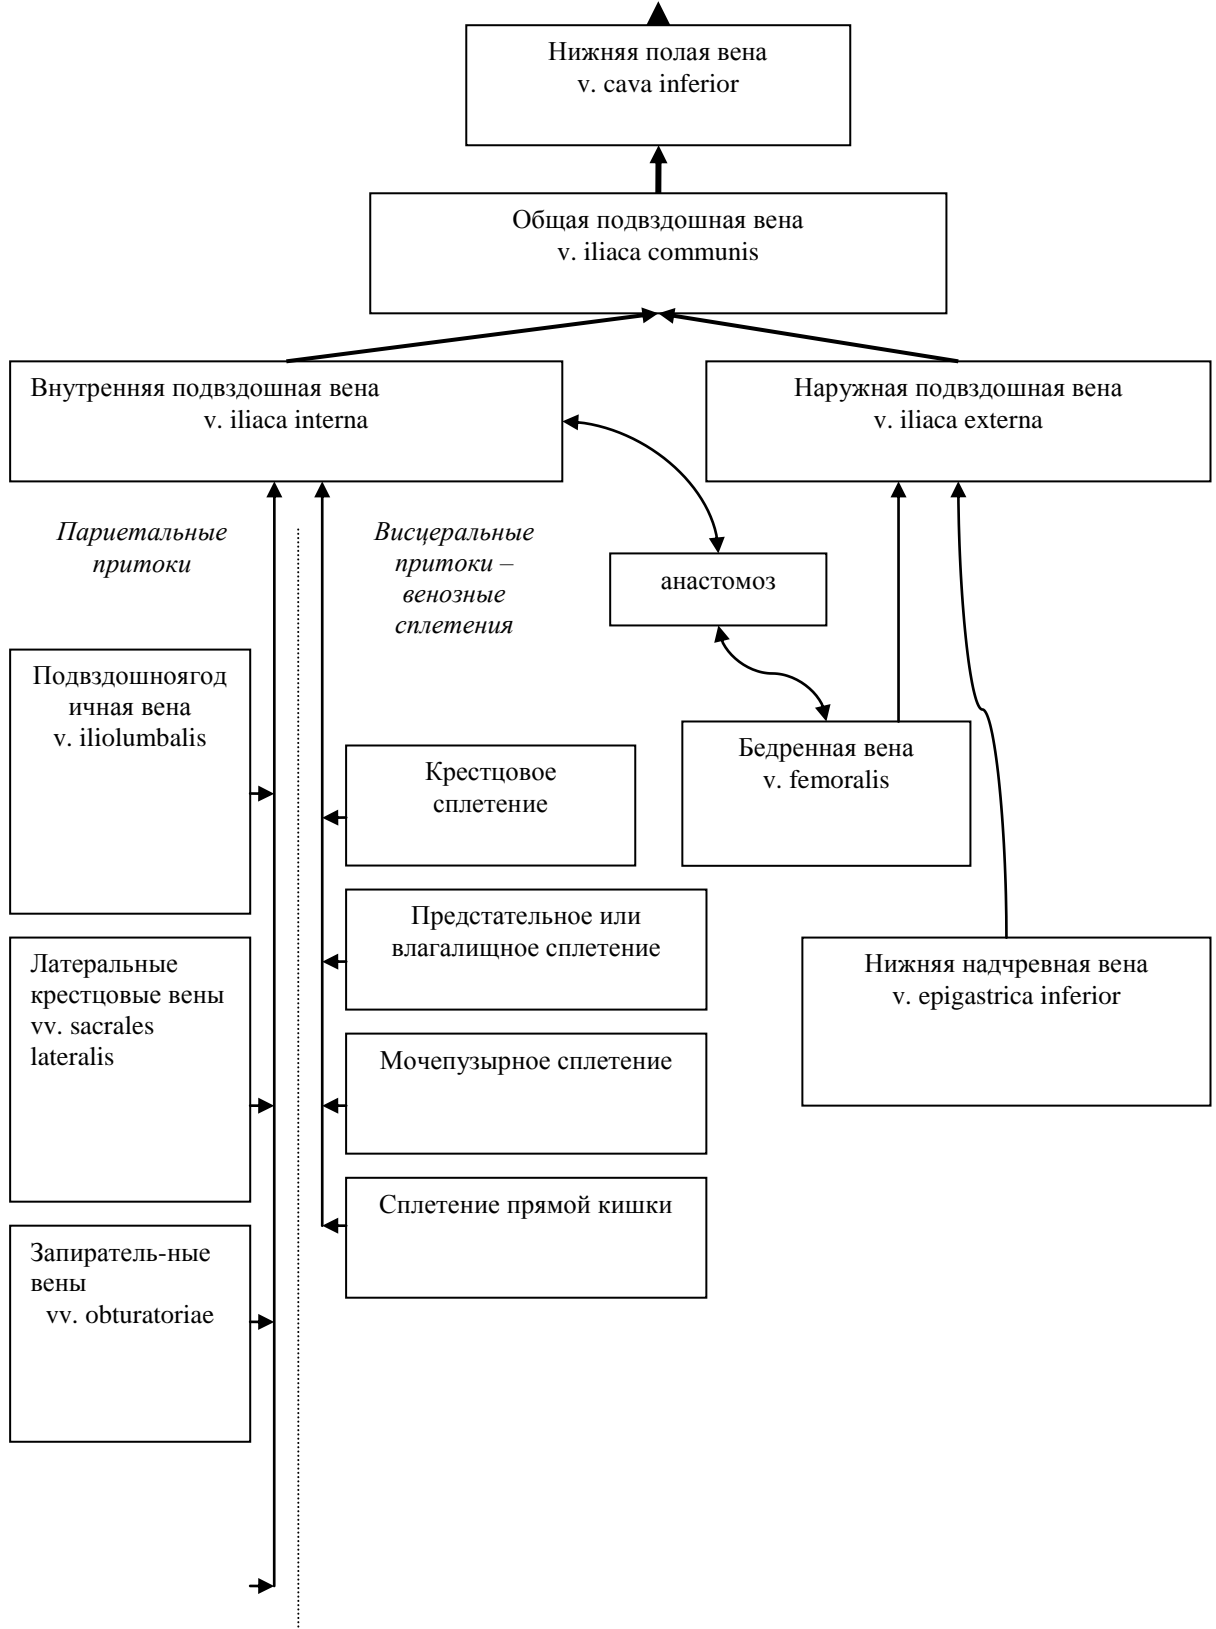 Нижняя полая вена
v. cava inferior
Общая подвздошная вена
v. iliaca communis
Внутренняя подвздошная вена
v. iliaca interna
Наружная подвздошная вена
v. iliaca externa
Париетальные
притоки
Висцеральные
притоки –
венозные
сплетения
анастомоз
Подвздошноягод
ичная вена
v. iliolumbalis
Крестцовое
сплетение
Бедренная вена
v. femoralis
Предстательное или
влагалищное сплетение
Латеральные
крестцовые вены
vv. sacrales
lateralis
Нижняя надчревная вена
v. epigastrica inferior
Мочепузырное сплетение
Сплетение прямой кишки
Запиратель-ные
вены
vv. obturatoriae